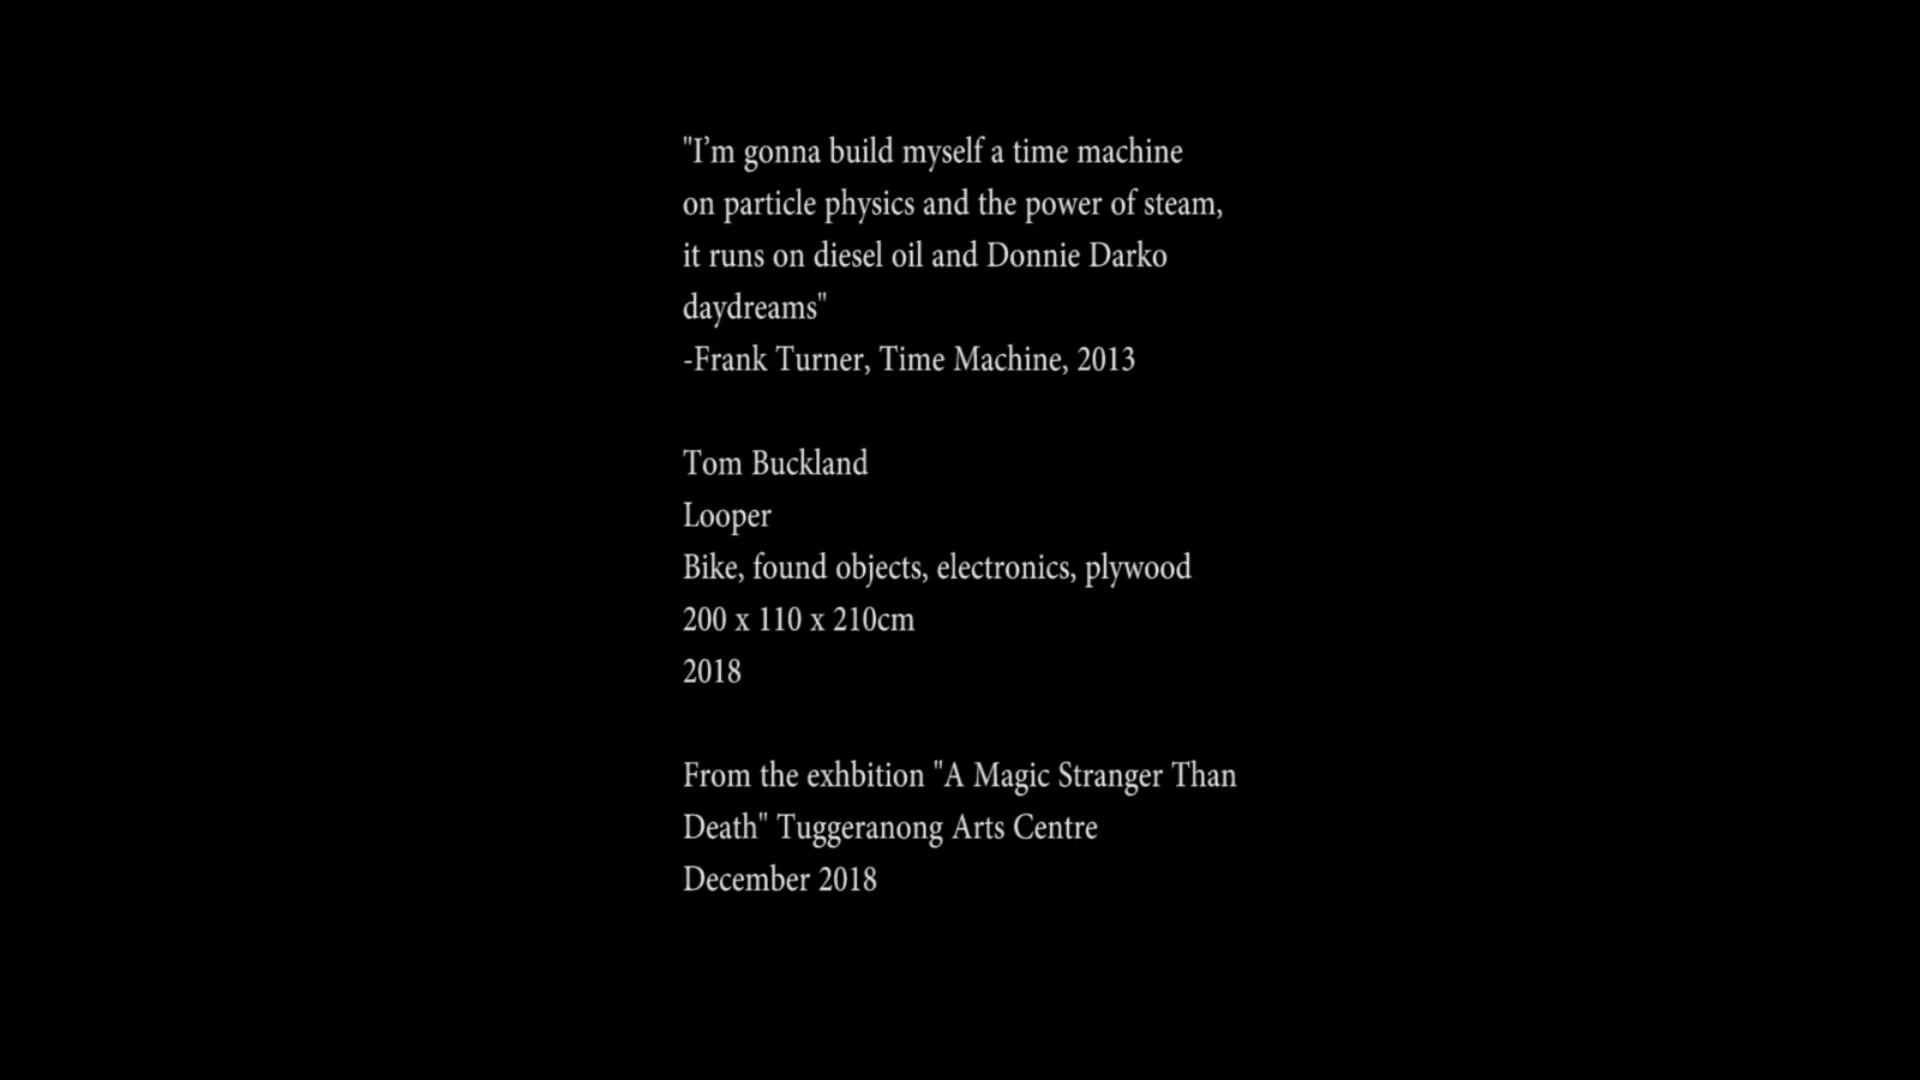 "I’m gonna build myself a time machine
on particle physics and the power of steam,
it runs on diesel oil and Donnie Darko
daydreams"
-Frank Turner, Time Machine, 2013
Tom Buckland
Looper
Bike, found objects, electronics, plywood
200 x 110 x 210cm
2018
From the exhbition "A Magic Stranger Than
Death" Tuggeranong Arts Centre
December 2018